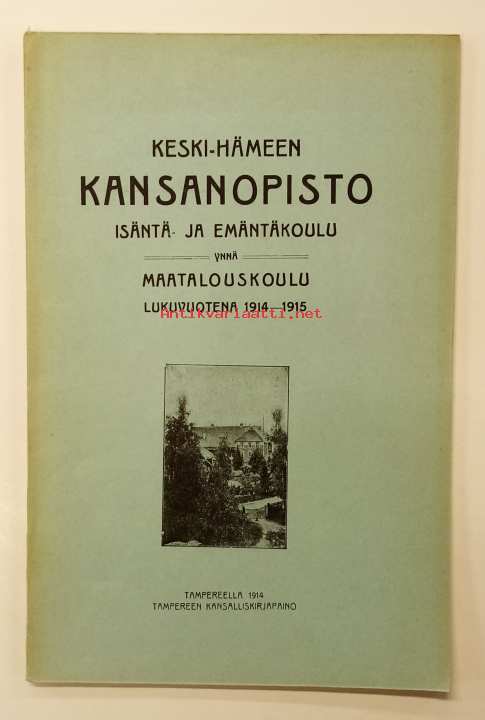 KESKI-HÄMEEN
KANSANOPISTO
ISÄNTÄ- JA EMÄNTÄKOULU
YNNÄ
MAATALOUSKOULU
LUKUVUOTENA 1914—1915
Antikvariaatti.net
TAMPEREELLA 1914
TAMPEREEN KANSALLISKIRJAPAINO